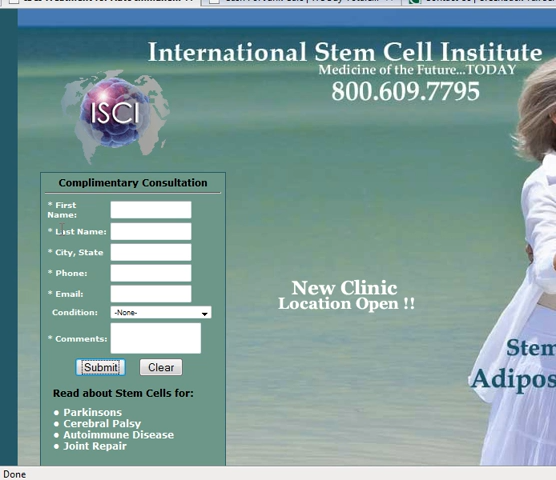 International Stem Cell Institute
Medicine of the Future...TODAY
800.609.7795
ISCI
Complimentary Consultation
* First Name:
* Last Name:
* City, State
* Phone:
* Email:
Condition: -None-
* Comments:
Submit Clear
Read about Stem Cells for:
• Parkinsons
• Cerebral Palsy
• Autoimmune Disease
• Joint Repair
New Clinic
Location Open !!
Stem
Adipos
Done